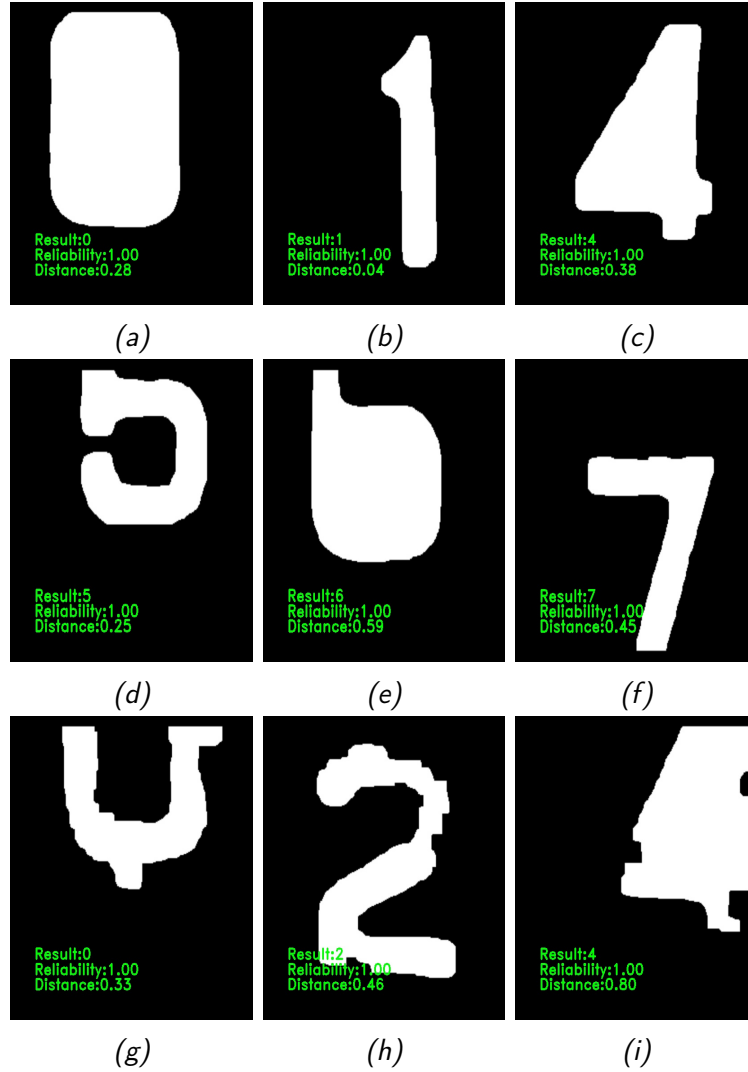 Result:0
Reliability:1.00
Distance:0.28
Result:1
Reliability:1.00
Distance:0.04
Result:4
Reliability:1.00
Distance:0.38
(a)
(b)
(c)
Result:5
Reliability:1.00
Distance:0.25
Result:6
Reliability:1.00
Distance:0.59
7
Result:7
Reliability:1.00
Distance:0.45
(d)
(e)
(f)
Result:0
Reliability:1.00
Distance:0.33
2
Result:2
Reliability:1.00
Distance:0.46
Result:4
Reliability:1.00
Distance:0.80
(g)
(h)
(i)